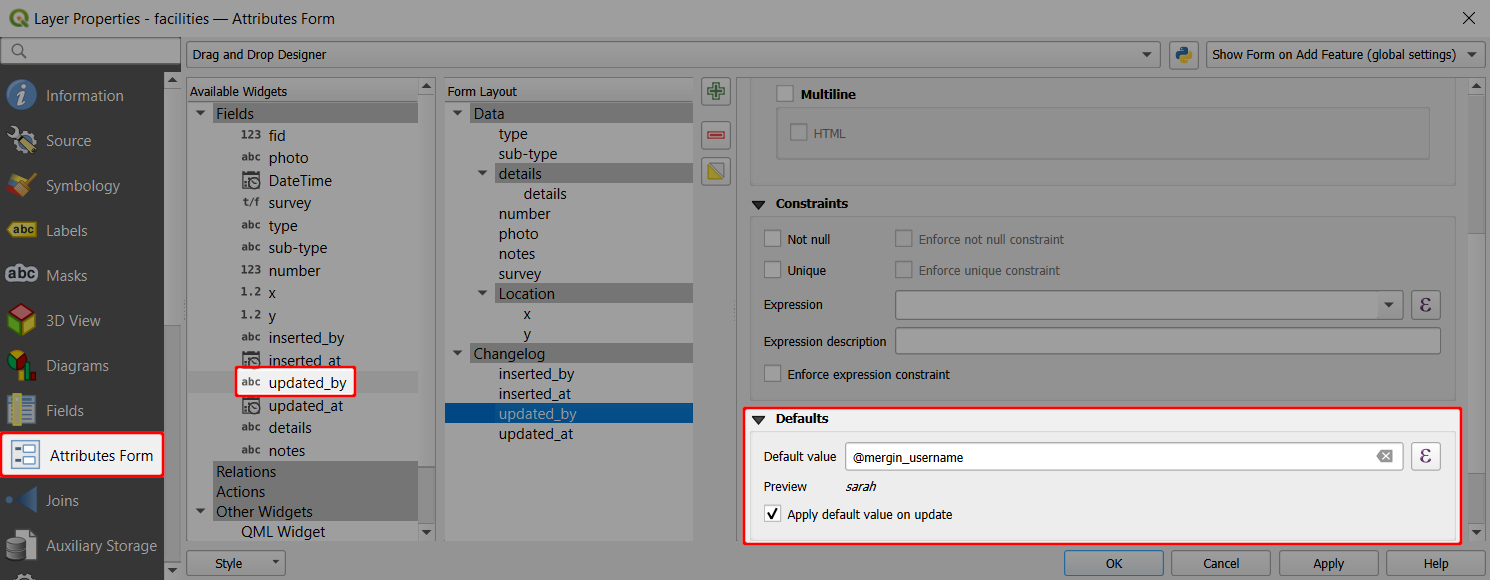 Layer Properties - facilities — Attributes Form
Drag and Drop Designer
Show Form on Add Feature (global settings)
Information
Source
Symbology
abc Labels
abc Masks
3D View
Diagrams
Fields
Attributes Form
Joins
Auxiliary Storage
Available Widgets
Fields
123 fid
abc photo
DateTime
t/f survey
abc type
abc sub-type
123 number
1.2 x
1.2 y
abc inserted_by
inserted_at
abc updated_by
updated_at
abc details
abc notes
Relations
Actions
Other Widgets
QML Widget
Style
Form Layout
Data
type
sub-type
details
details
number
photo
notes
survey
Location
x
y
Changelog
inserted_by
inserted_at
updated_by
updated_at
Multiline
HTML
Constraints
Not null Enforce not null constraint
Unique Enforce unique constraint
Expression ε
Expression description
Enforce expression constraint
Defaults
Default value @mergin_username ε
Preview sarah
Apply default value on update
OK Cancel Apply Help